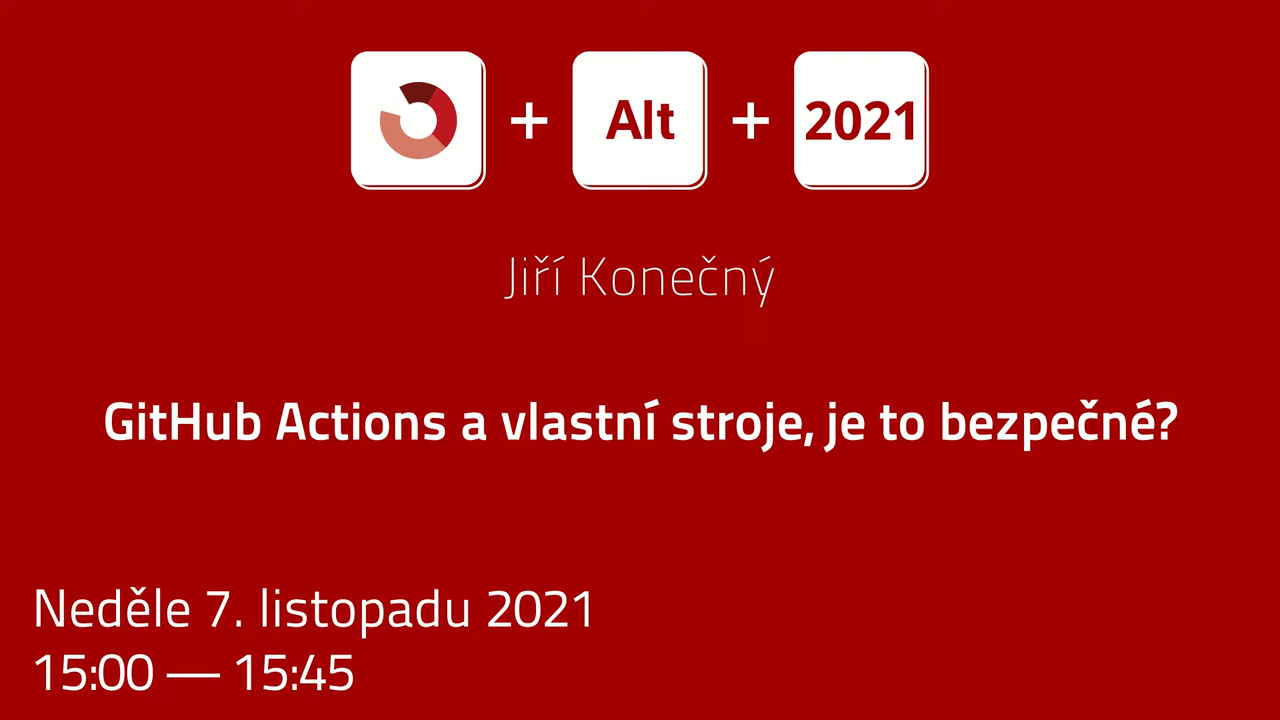 + Alt + 2021
Jiří Konečný
GitHub Actions a vlastní stroje, je to bezpečné?
Neděle 7. listopadu 2021
15:00 — 15:45